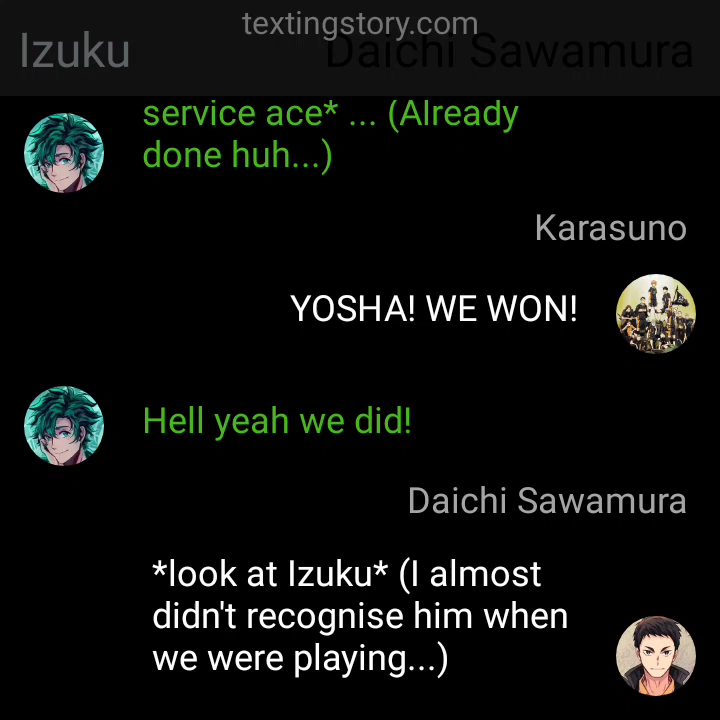 textingstory.com
Izuku
Daichi Sawamura
service ace* ... (Already
done huh...)
Karasuno
YOSHA! WE WON!
Hell yeah we did!
Daichi Sawamura
*look at Izuku* (I almost
didn't recognise him when
we were playing...)